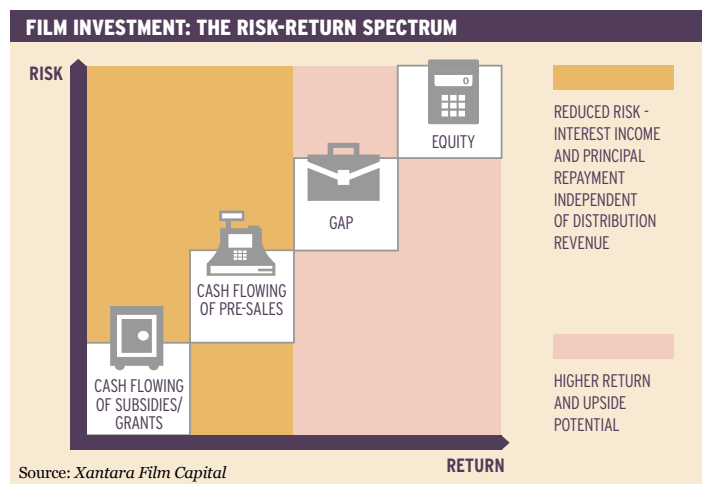 FILM INVESTMENT: THE RISK-RETURN SPECTRUM
RISK
0
EQUITY
GAP
CASH FLOWING
OF PRE-SALES
CASH FLOWING
OF SUBSIDIES/
GRANTS
RETURN
REDUCED RISK -
INTEREST INCOME
AND PRINCIPAL
REPAYMENT
INDEPENDENT
OF DISTRIBUTION
REVENUE
HIGHER RETURN
AND UPSIDE
POTENTIAL
Source: Xantara Film Capital